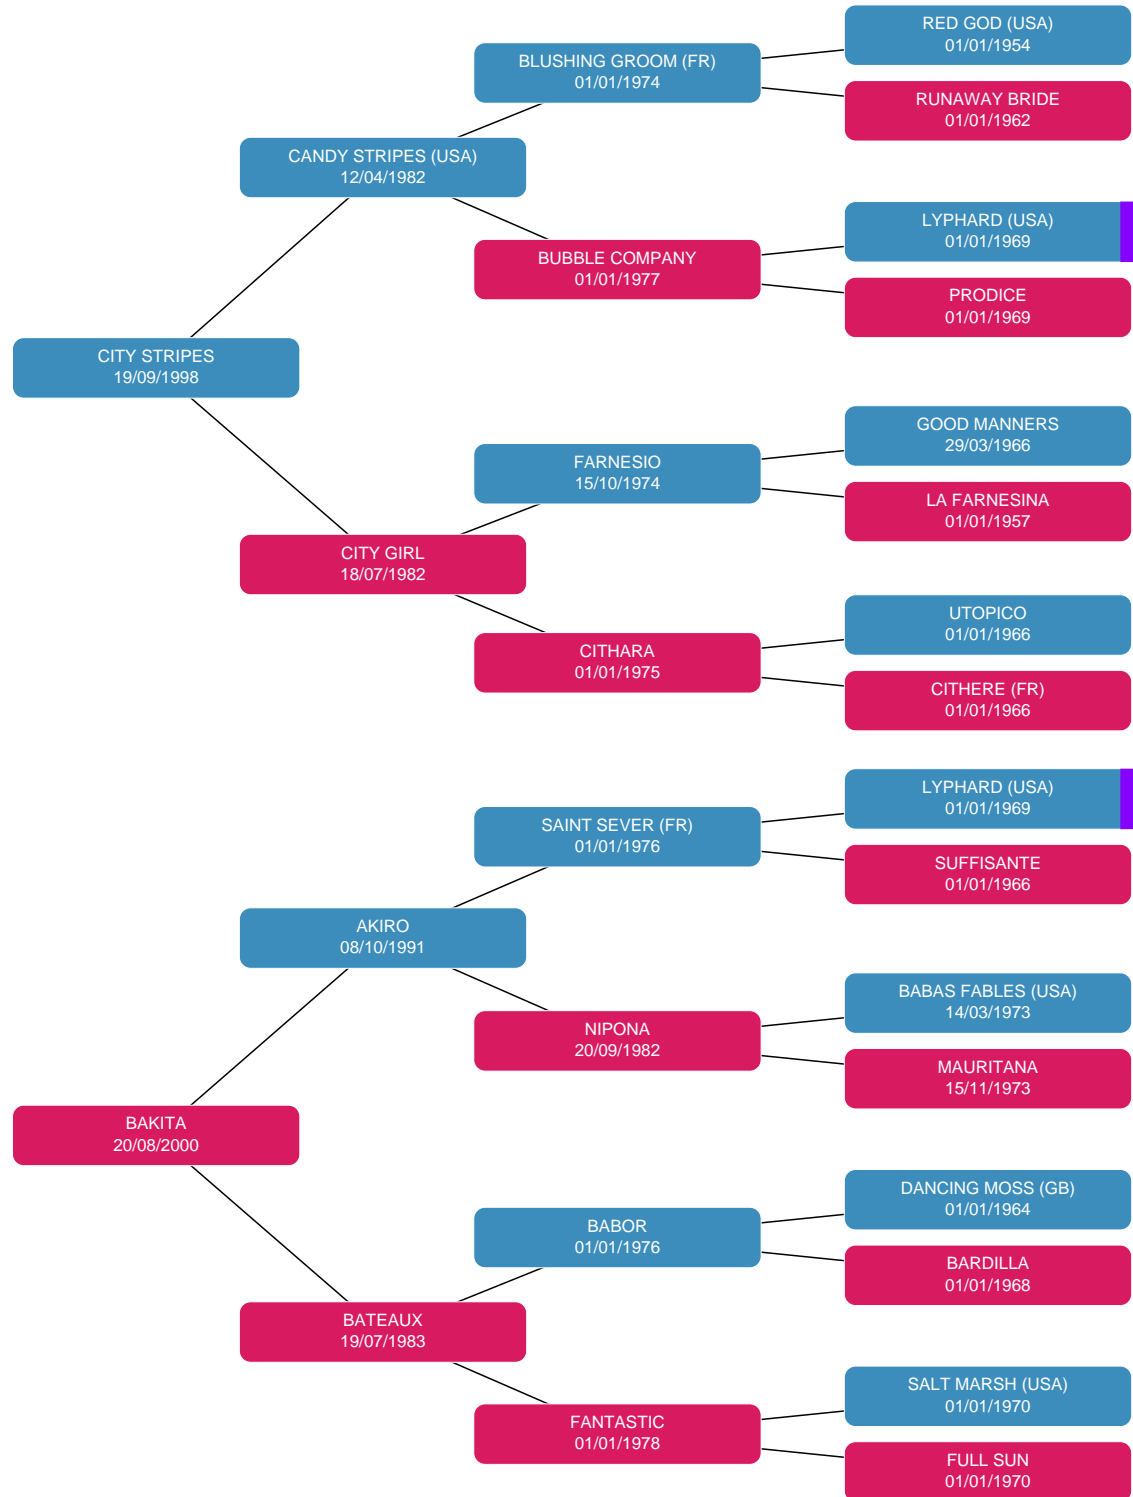 RED GOD (USA)
01/01/1954
BLUSHING GROOM (FR)
01/01/1974
RUNAWAY BRIDE
01/01/1962
CANDY STRIPES (USA)
12/04/1982
LYPHARD (USA)
01/01/1969
BUBBLE COMPANY
01/01/1977
PRODICE
01/01/1969
CITY STRIPES
19/09/1998
GOOD MANNERS
29/03/1966
FARNESIO
15/10/1974
LA FARNESINA
01/01/1957
CITY GIRL
18/07/1982
UTOPICO
01/01/1966
CITHARA
01/01/1975
CITHERE (FR)
01/01/1966
LYPHARD (USA)
01/01/1969
SAINT SEVER (FR)
01/01/1976
SUFFISANTE
01/01/1966
AKIRO
08/10/1991
BABAS FABLES (USA)
14/03/1973
NIPONA
20/09/1982
MAURITANA
15/11/1973
BAKITA
20/08/2000
DANCING MOSS (GB)
01/01/1964
BABOR
01/01/1976
BARDILLA
01/01/1968
BATEAUX
19/07/1983
SALT MARSH (USA)
01/01/1970
FANTASTIC
01/01/1978
FULL SUN
01/01/1970